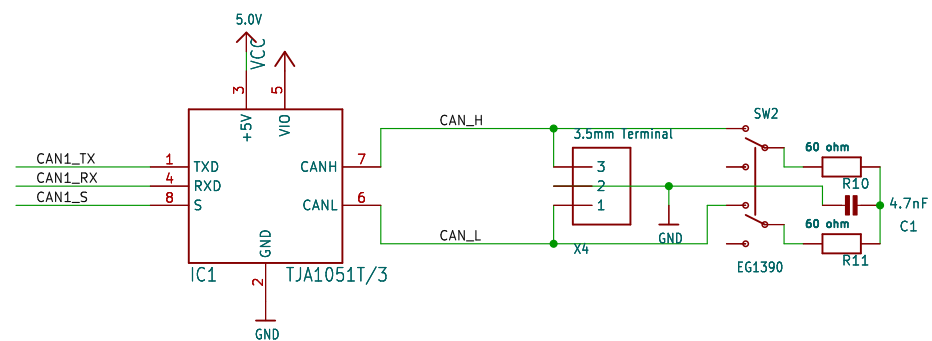 5.0V
VCC
3
5
+5V
VIO
CAN1_TX
1
TXD
CAN1_RX
4
RXD
CAN1_S
8
S
CANH
7
CANL
6
GND
2
IC1
TJA1051T/3
GND
CAN_H
CAN_L
3.5mm Terminal
3
2
1
X4
GND
SW2
EG1390
60 ohm
R10
4.7nF
C1
60 ohm
R11